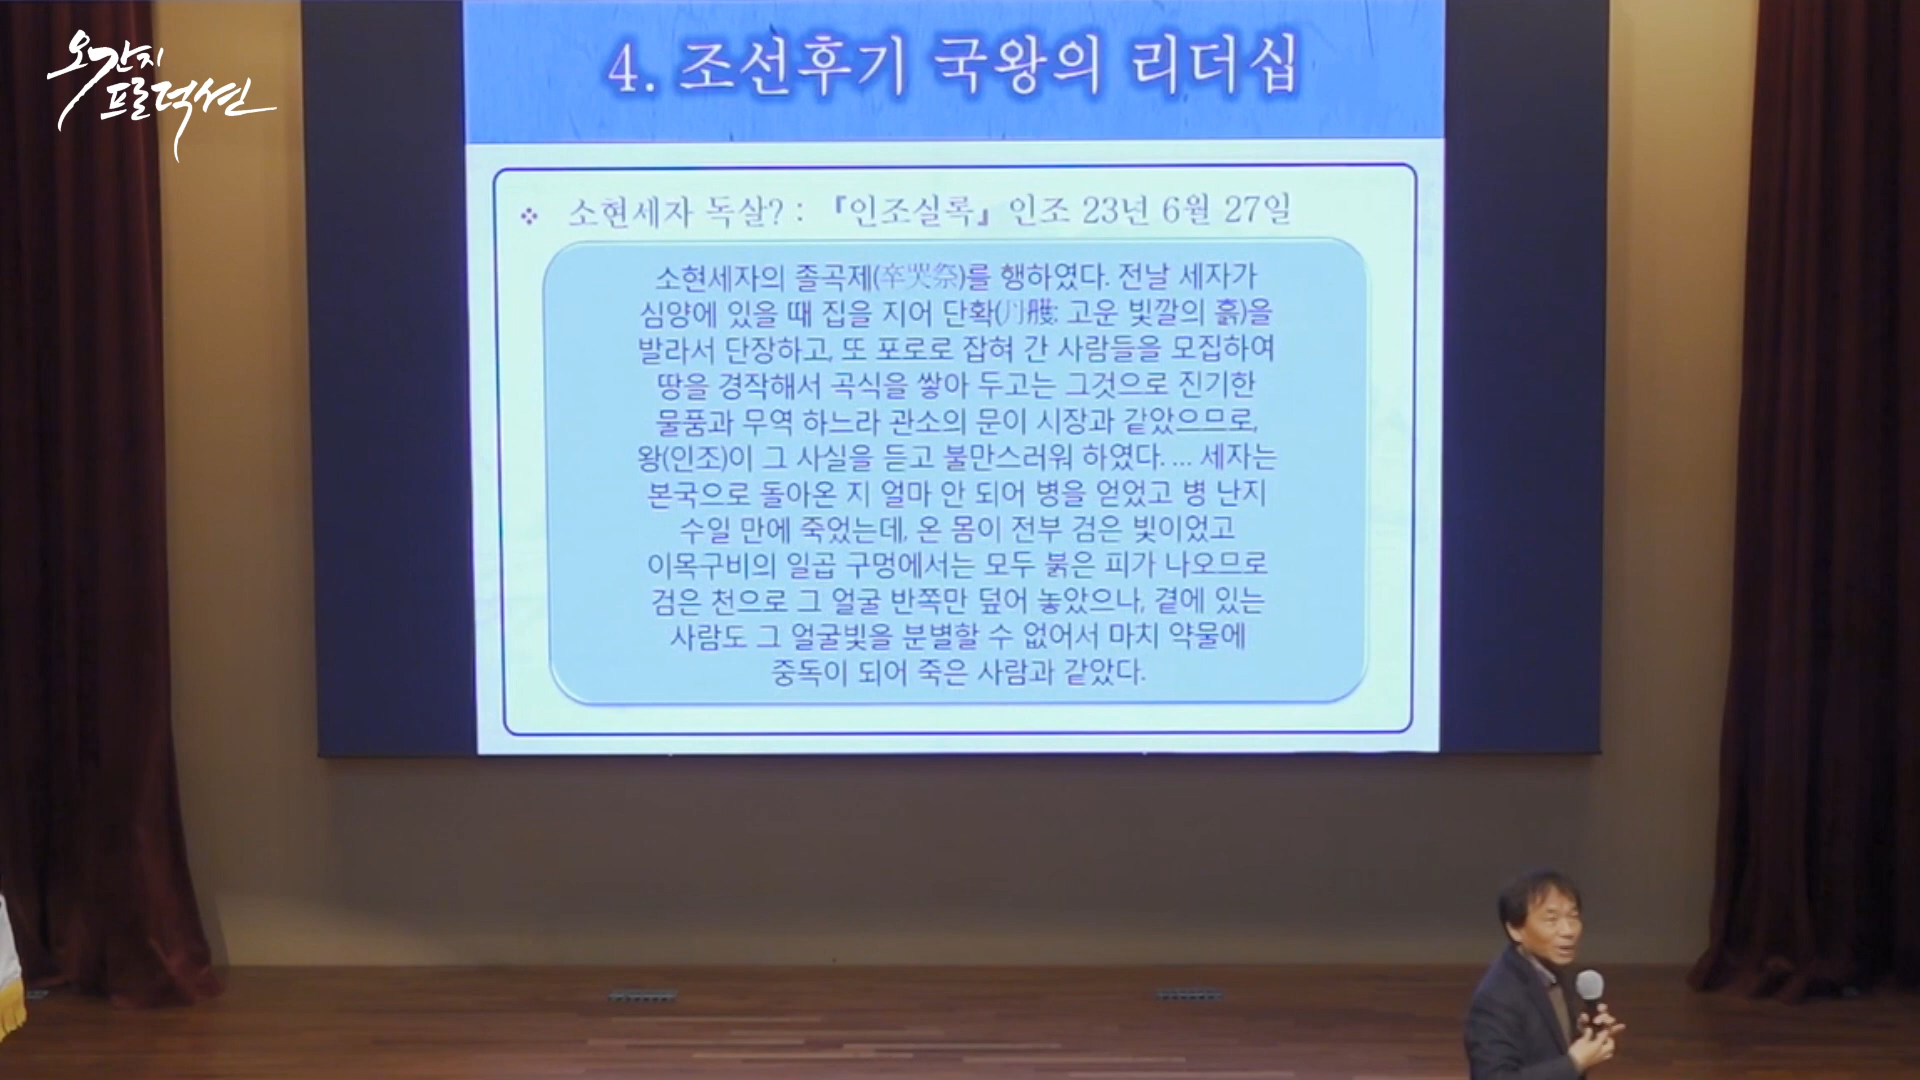 오간지
프로덕션
4. 조선후기 국왕의 리더십
❖ 소현세자 독살? : 『인조실록』 인조 23년 6월 27일
소현세자의 졸곡제(卒哭祭)를 행하였다. 전날 세자가
심양에 있을 때 집을 지어 단확(丹雘: 고운 빛깔의 흙)을
발라서 단장하고, 또 포로로 잡혀 간 사람들을 모집하여
땅을 경작해서 곡식을 쌓아 두고는 그것으로 진기한
물품과 무역 하느라 관소의 문이 시장과 같았으므로,
왕(인조)이 그 사실을 듣고 불만스러워 하였다. ... 세자는
본국으로 돌아온 지 얼마 안 되어 병을 얻었고 병 난지
수일 만에 죽었는데, 온 몸이 전부 검은 빛이었고
이목구비의 일곱 구멍에서는 모두 붉은 피가 나오므로
검은 천으로 그 얼굴 반쪽만 덮어 놓았으나, 곁에 있는
사람도 그 얼굴빛을 분별할 수 없어서 마치 약물에
중독이 되어 죽은 사람과 같았다.